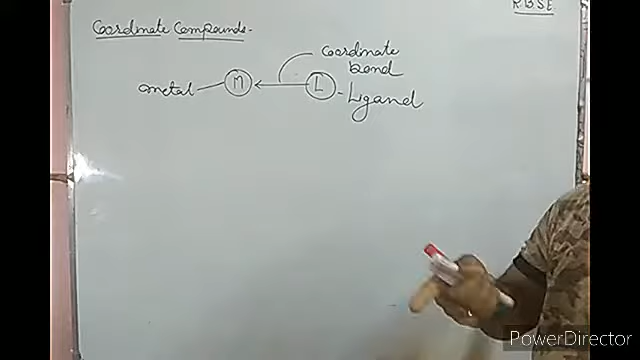 RBSE
Coordinate Compounds-
coordinate
bond
metal M L - Ligand
PowerDirector